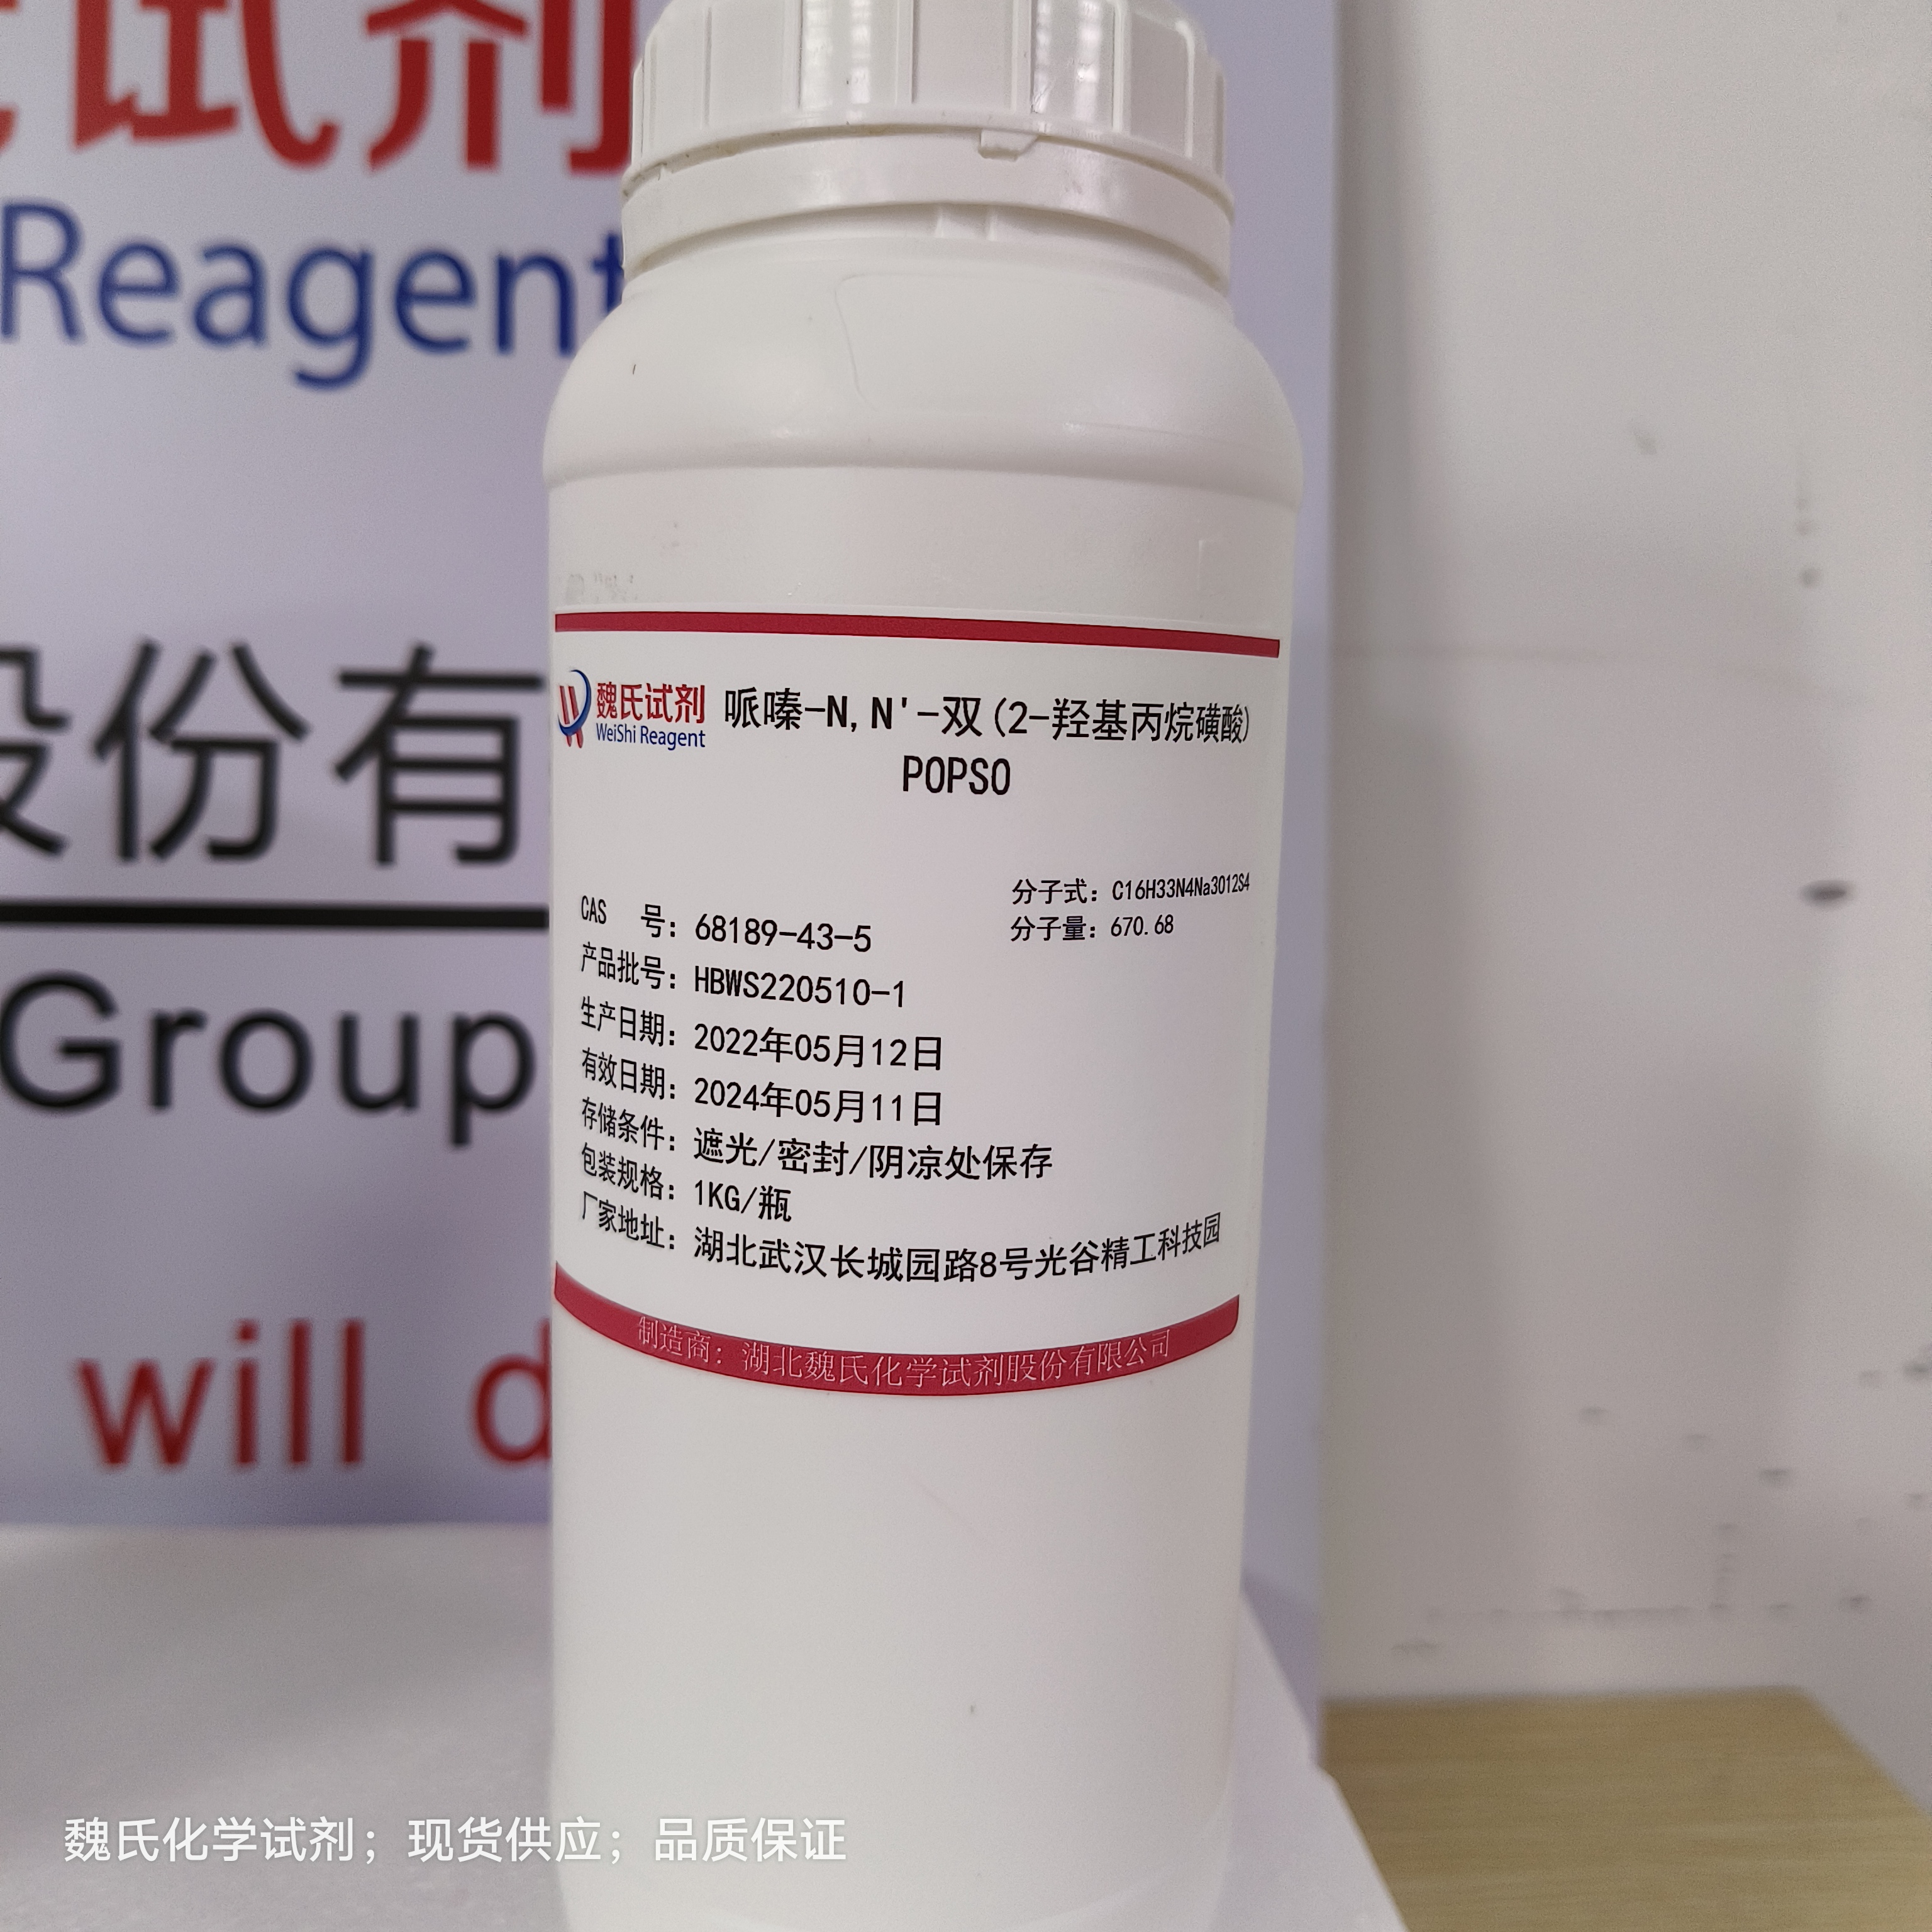 试剂
Reagent
份有
Group
will d
魏氏试剂
WeiShi Reagent
哌嗪-N,N'-双(2-羟基丙烷磺酸)
POPSO
分子式：C16H33N4Na3O12S4
分子量：670.68
CAS 号：68189-43-5
产品批号：HBWS220510-1
生产日期：2022年05月12日
有效日期：2024年05月11日
存储条件：遮光/密封/阴凉处保存
包装规格：1KG/瓶
厂家地址：湖北武汉长城园路8号光谷精工科技园
制造商：湖北魏氏化学试剂股份有限公司
魏氏化学试剂；现货供应；品质保证